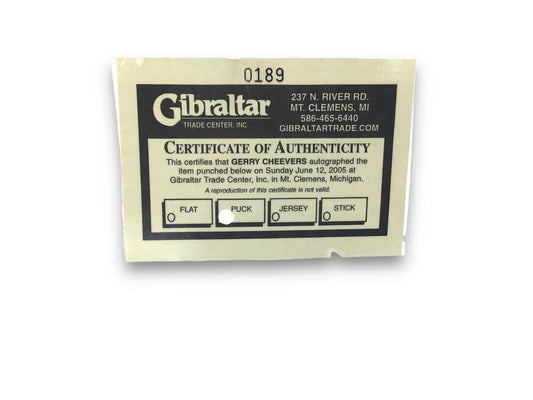 0189
Gibraltar
TRADE CENTER, INC.
237 N. RIVER RD.
MT. CLEMENS, MI
586-465-6440
GIBRALTARTRADE.COM
CERTIFICATE OF AUTHENTICITY
This certifies that GERRY CHEEVERS autographed the
item punched below on Sunday June 12, 2005 at
Gibraltar Trade Center, Inc. in Mt. Clemens, Michigan.
A reproduction of this certificate is not valid.
FLAT PUCK JERSEY STICK